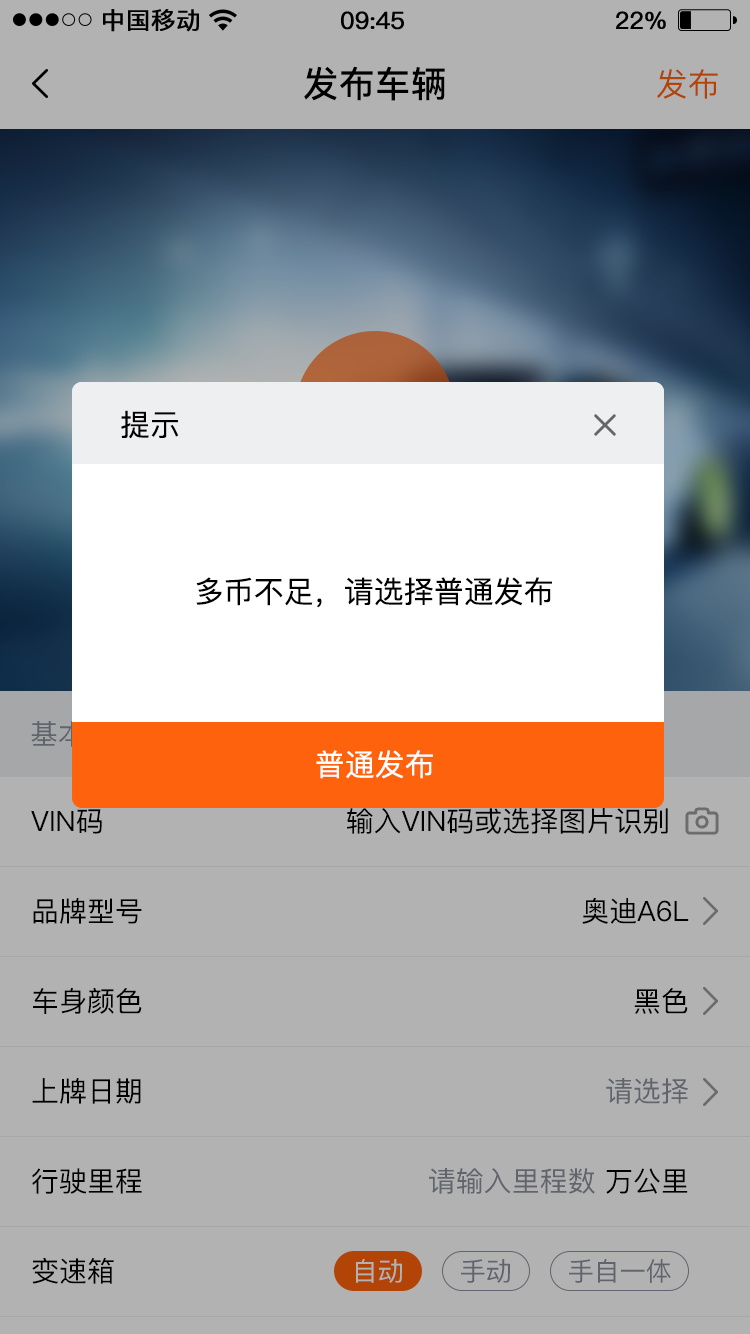 中国移动 09:45 22%
发布车辆 发布
提示
多币不足，请选择普通发布
普通发布
基
VIN码 输入VIN码或选择图片识别
品牌型号 奥迪A6L
车身颜色 黑色
上牌日期 请选择
行驶里程 请输入里程数 万公里
变速箱 自动 手动 手自一体